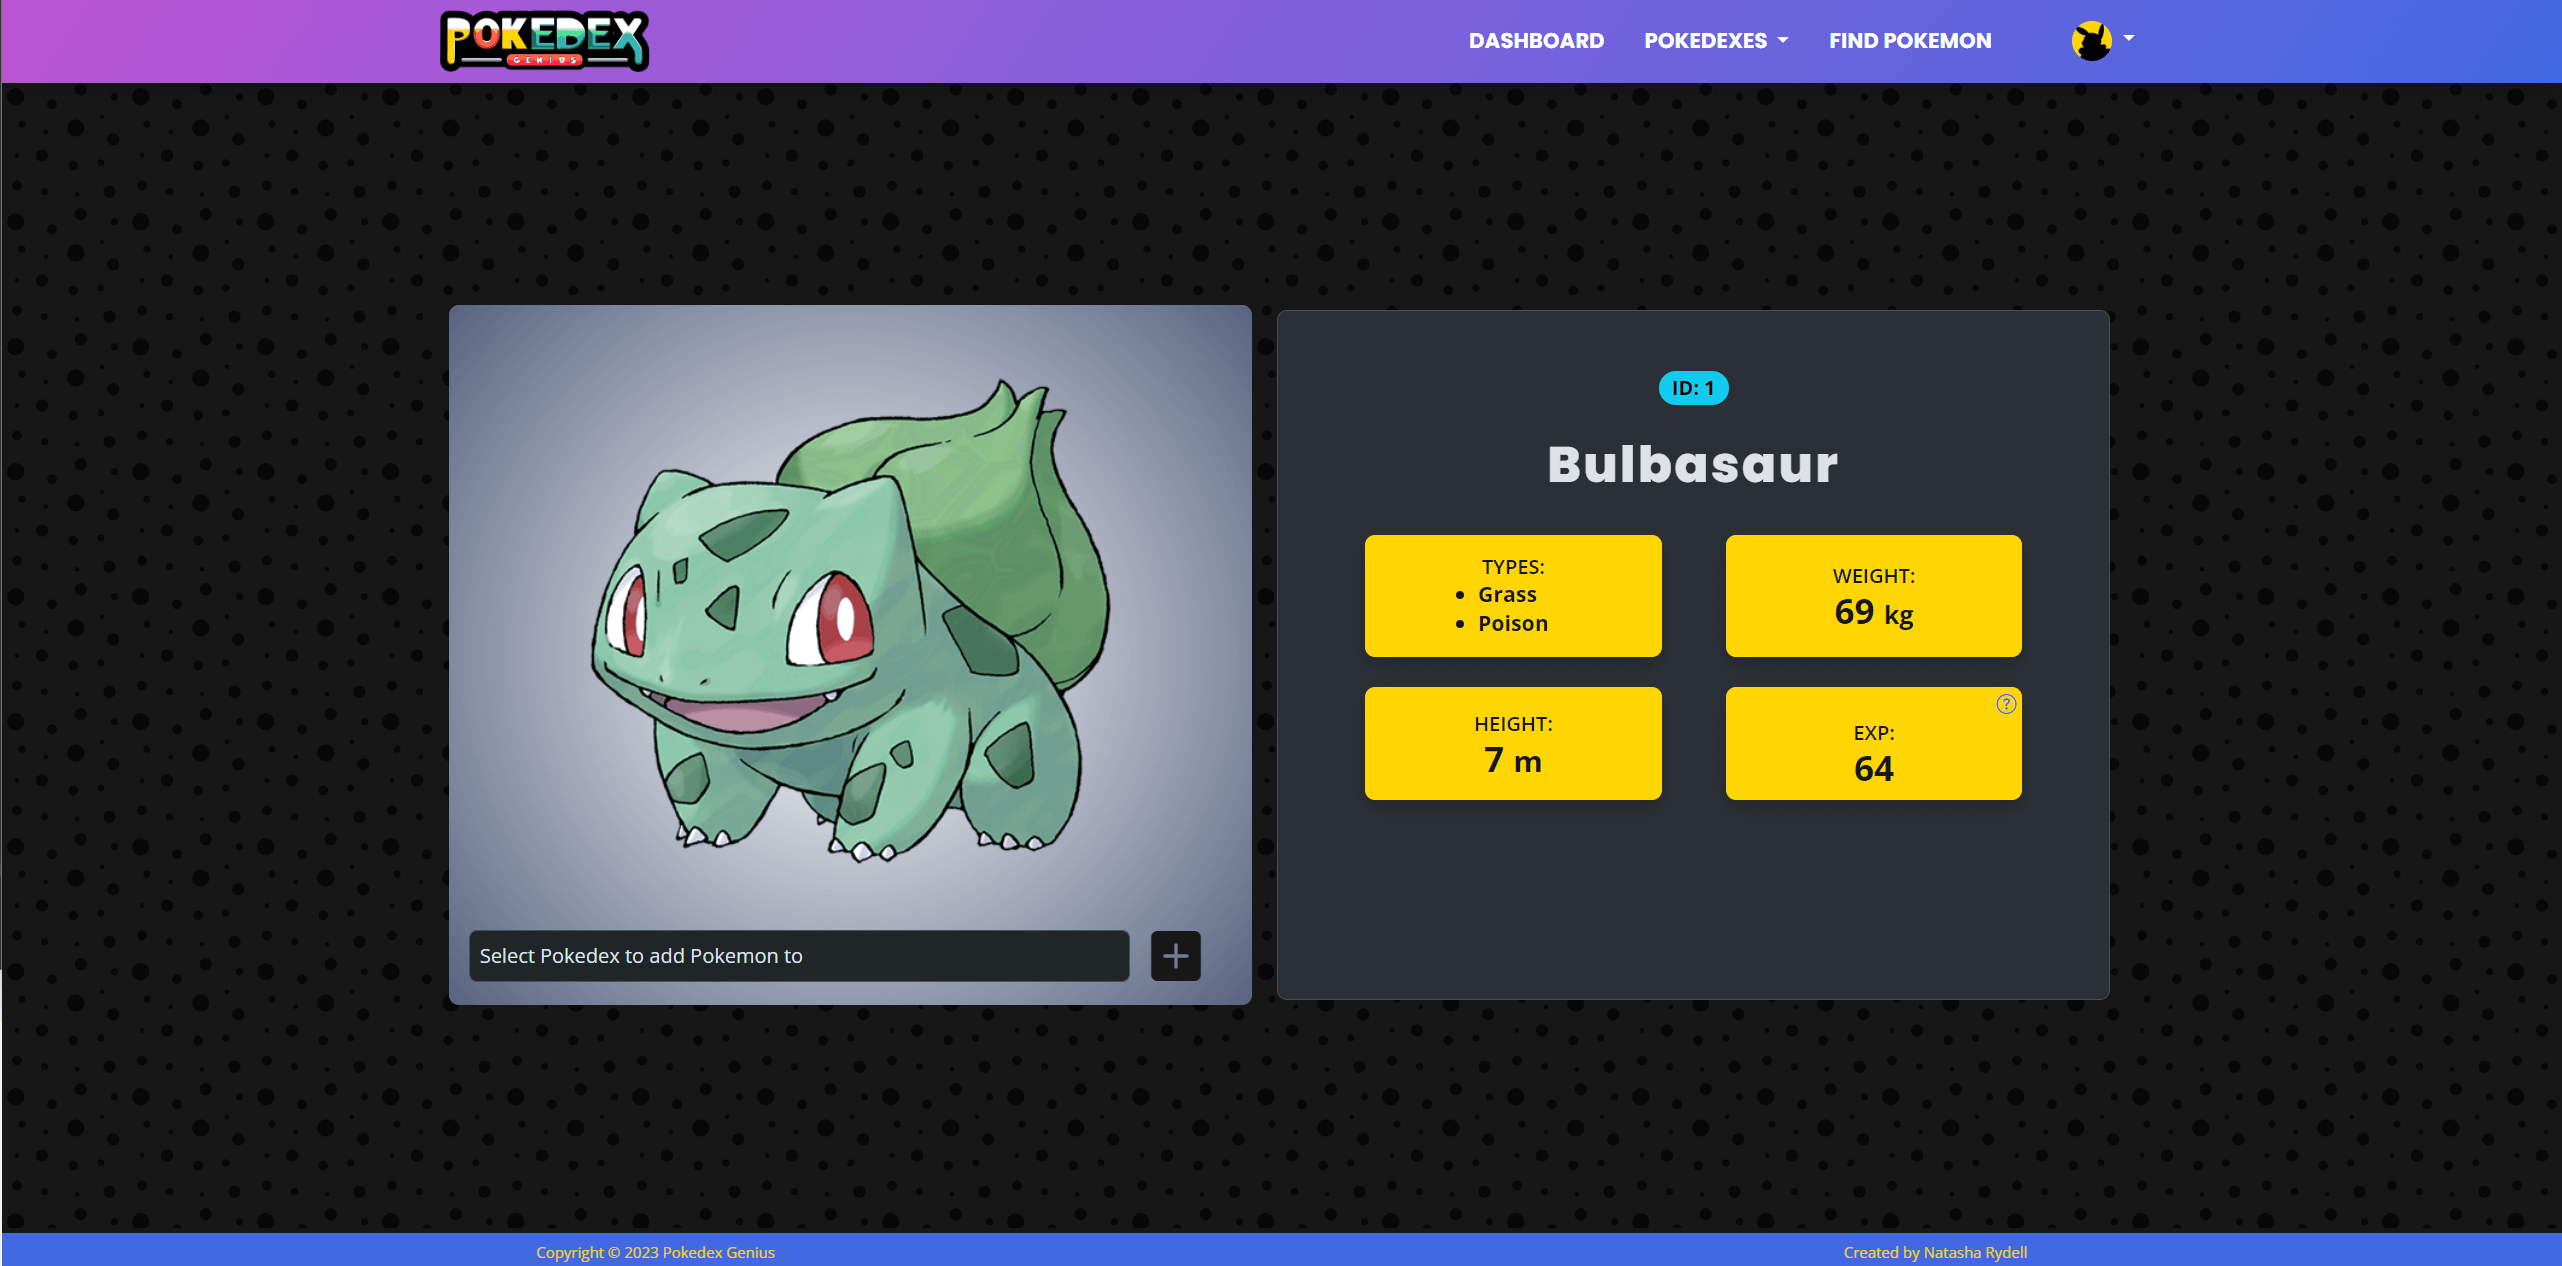 POKEDEX
GENIUS
DASHBOARD
POKEDEXES
FIND POKEMON
Select Pokedex to add Pokemon to
ID: 1
Bulbasaur
TYPES:
Grass
Poison
WEIGHT:
69 kg
HEIGHT:
7 m
?
EXP:
64
Copyright © 2023 Pokedex Genius
Created by Natasha Rydell